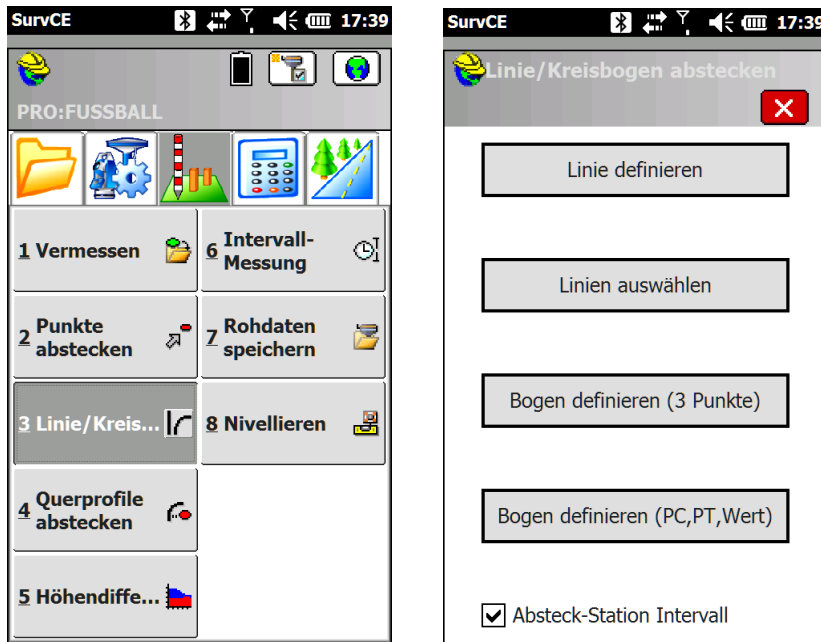 SurvCE 17:39
PRO:FUSSBALL
1 Vermessen
2 Punkte abstecken
3 Linie/Kreis...
4 Querprofile abstecken
5 Höhendiffe...
6 Intervall-Messung
7 Rohdaten speichern
8 Nivellieren
SurvCE 17:39
Linie/Kreisbogen abstecken
Linie definieren
Linien auswählen
Bogen definieren (3 Punkte)
Bogen definieren (PC,PT,Wert)
Absteck-Station Intervall